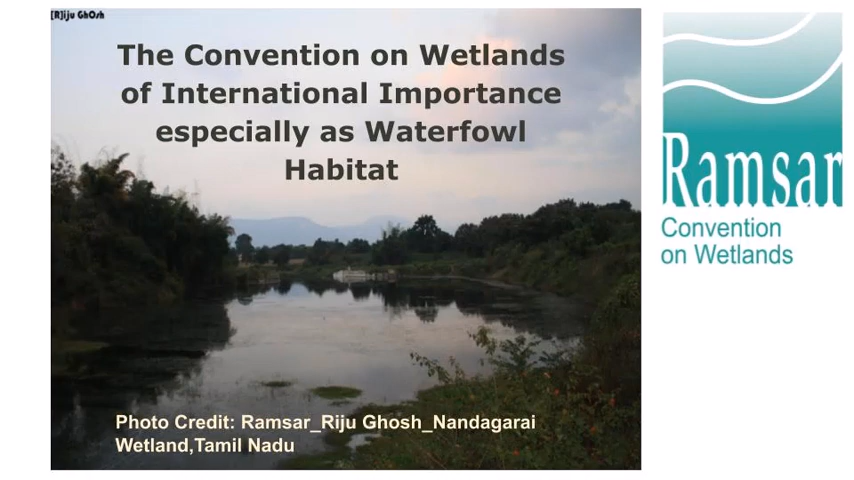 [R]iju GhOsh
The Convention on Wetlands
of International Importance
especially as Waterfowl
Habitat
Photo Credit: Ramsar_Riju Ghosh_Nandagarai
Wetland,Tamil Nadu
Ramsar
Convention
on Wetlands